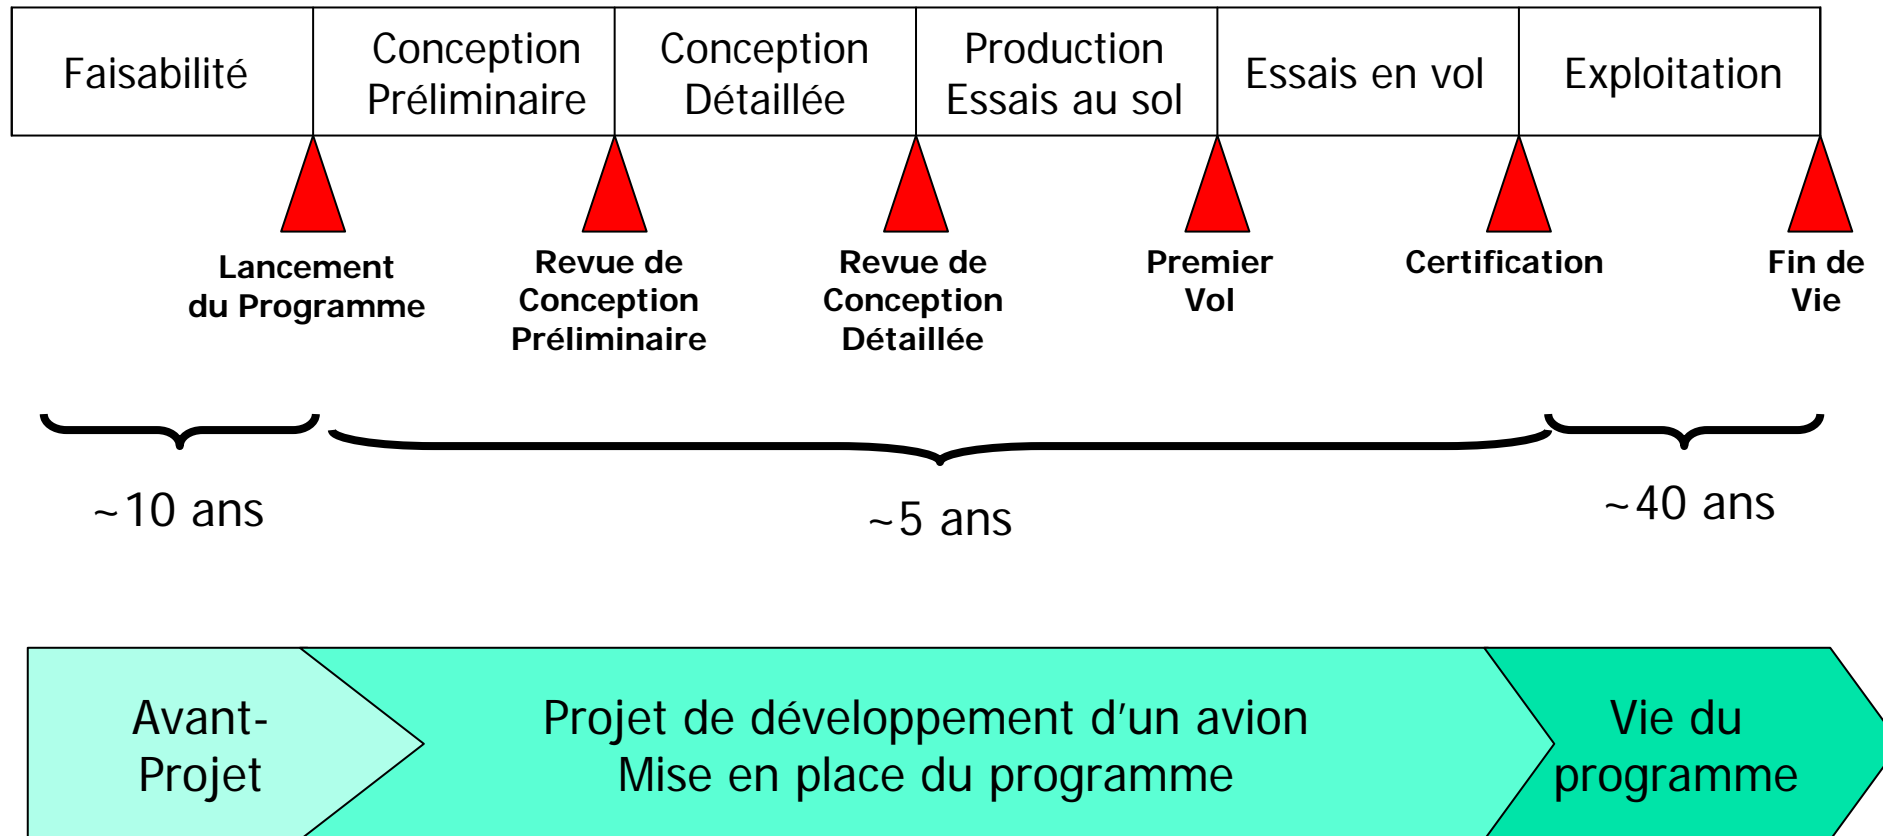 Faisabilité
Conception
Préliminaire
Conception
Détaillée
Production
Essais au sol
Essais en vol
Exploitation
Lancement
du Programme
Revue de
Conception
Préliminaire
Revue de
Conception
Détaillée
Premier
Vol
Certification
Fin de
Vie
~10 ans
~5 ans
~40 ans
Avant-
Projet
Projet de développement d’un avion
Mise en place du programme
Vie du
programme